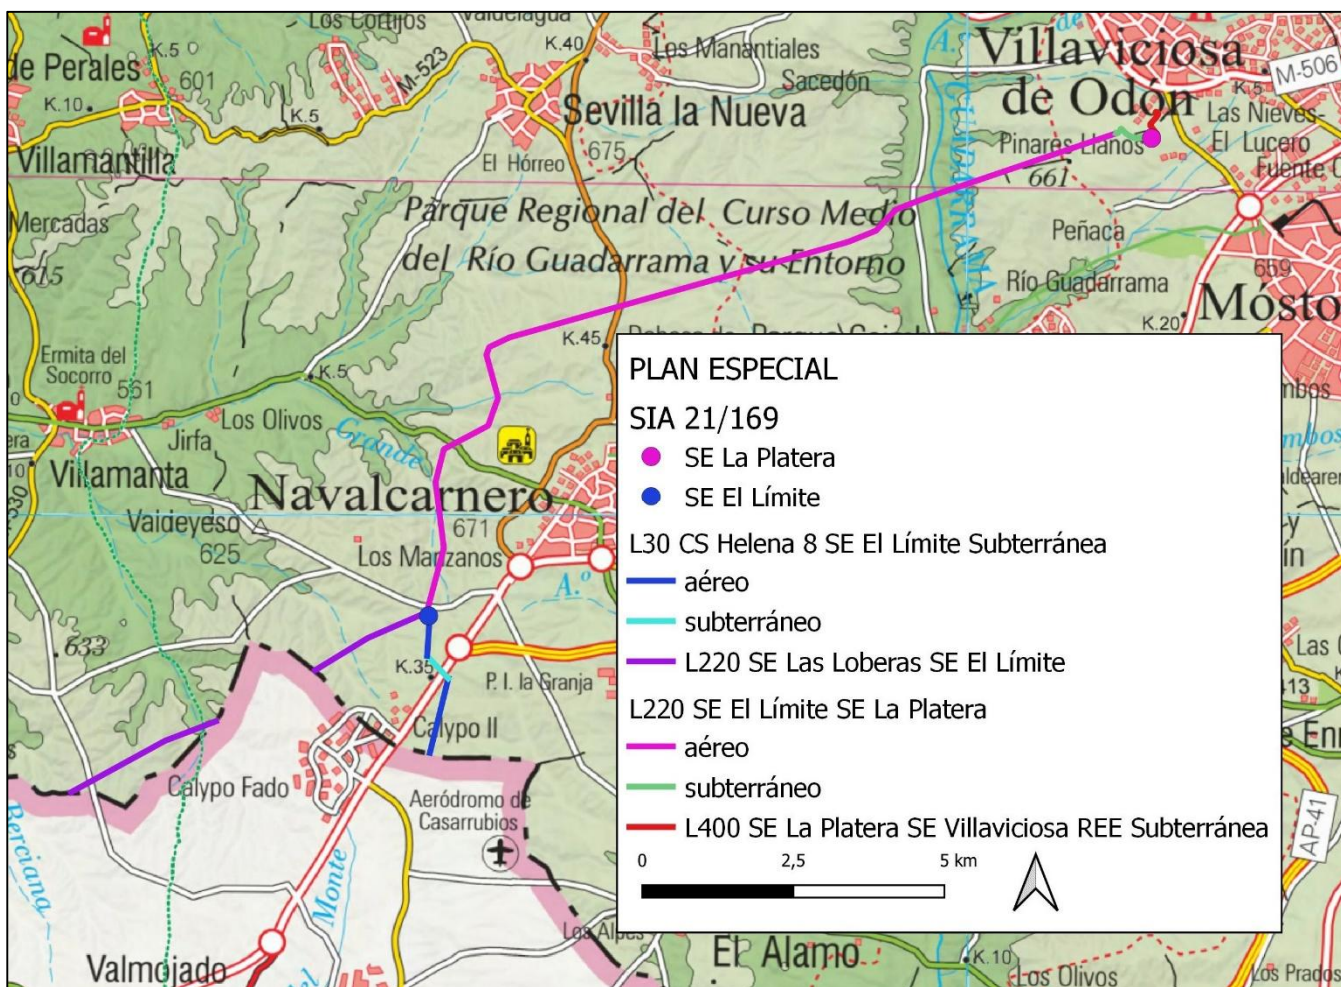 Los Cortijos
Valdelagua
K.5
K.40
Los Manantiales
A.
de
Villaviciosa
de Odón
de Perales
601
M-523
Sacedón
M-506
K.10
K.5
Sevilla la Nueva
K.5
Las Nieves-
El Lucero
Villamantilla
El Hórreo
675
GUADARRAMA
Pinares Llanos
661
Mercadas
Parque Regional del Curso Medio
del Río Guadarrama y su Entorno
Peñaca
615
Río Guadarrama
659
K.20
K.45
Ermita del
Socorro
561
K.5
Los Olivos
Jirfa
Grande
Villamanta
Navalcarnero
Valdeyeso
625
671
Los Manzanos
A.º
633
K.35
P. I. la Granja
Calypo II
Calypo Fado
Aeródromo de
Casarrubios
Berciana
Monte
Valmojado
El Álamo
K.10
Los Olivos
Los Prados
AP-41
PLAN ESPECIAL
SIA 21/169
SE La Platera
SE El Límite
L30 CS Helena 8 SE El Límite Subterránea
aéreo
subterráneo
L220 SE Las Loberas SE El Límite
L220 SE El Límite SE La Platera
aéreo
subterráneo
L400 SE La Platera SE Villaviciosa REE Subterránea
0 2,5 5 km